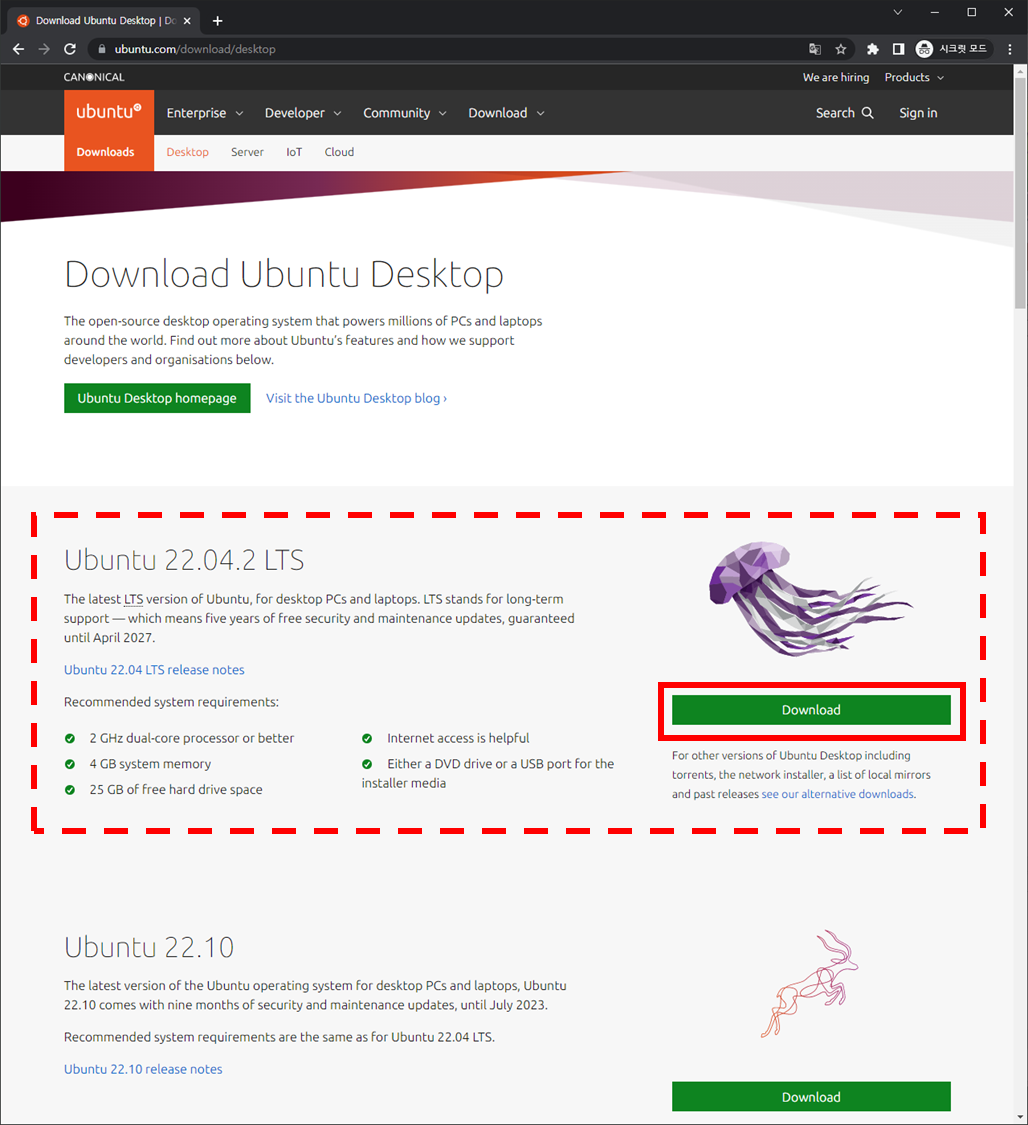 Download Ubuntu Desktop | Do
ubuntu.com/download/desktop
시크릿 모드
CANONICAL
We are hiring
Products
ubuntu
Enterprise
Developer
Community
Download
Search
Sign in
Downloads
Desktop
Server
IoT
Cloud
Download Ubuntu Desktop
The open-source desktop operating system that powers millions of PCs and laptops
around the world. Find out more about Ubuntu's features and how we support
developers and organisations below.
Ubuntu Desktop homepage
Visit the Ubuntu Desktop blog ›
Ubuntu 22.04.2 LTS
The latest LTS version of Ubuntu, for desktop PCs and laptops. LTS stands for long-term
support — which means five years of free security and maintenance updates, guaranteed
until April 2027.
Ubuntu 22.04 LTS release notes
Recommended system requirements:
2 GHz dual-core processor or better
4 GB system memory
25 GB of free hard drive space
Internet access is helpful
Either a DVD drive or a USB port for the
installer media
Download
For other versions of Ubuntu Desktop including
torrents, the network installer, a list of local mirrors
and past releases see our alternative downloads.
Ubuntu 22.10
The latest version of the Ubuntu operating system for desktop PCs and laptops, Ubuntu
22.10 comes with nine months of security and maintenance updates, until July 2023.
Recommended system requirements are the same as for Ubuntu 22.04 LTS.
Ubuntu 22.10 release notes
Download